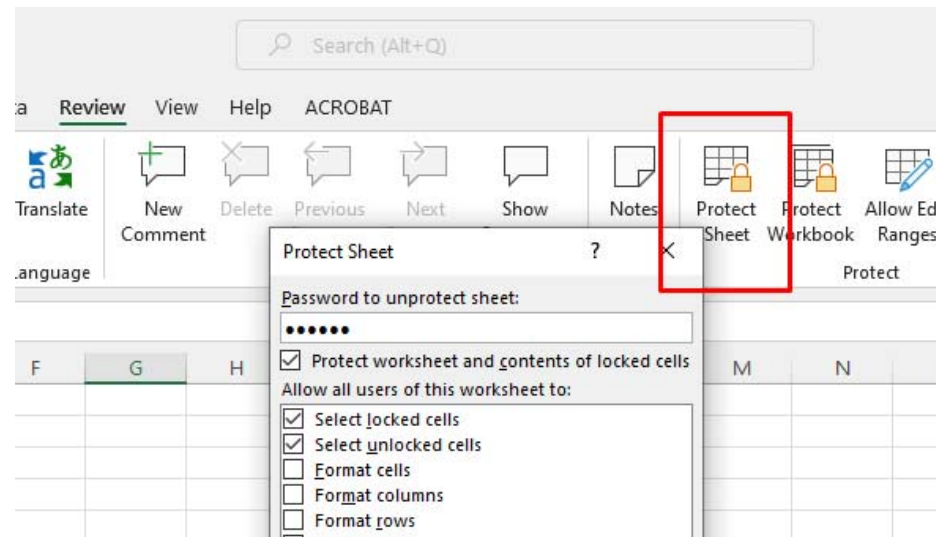 Search (Alt+Q)
ta Review View Help ACROBAT
Translate New Comment Delete Previous Next Show Notes Protect Sheet Protect Workbook Allow Ed Ranges
Language Protect
Protect Sheet ?
Password to unprotect sheet:
••••••
Protect worksheet and contents of locked cells
Allow all users of this worksheet to:
Select locked cells
Select unlocked cells
Format cells
Format columns
Format rows
F G H M N